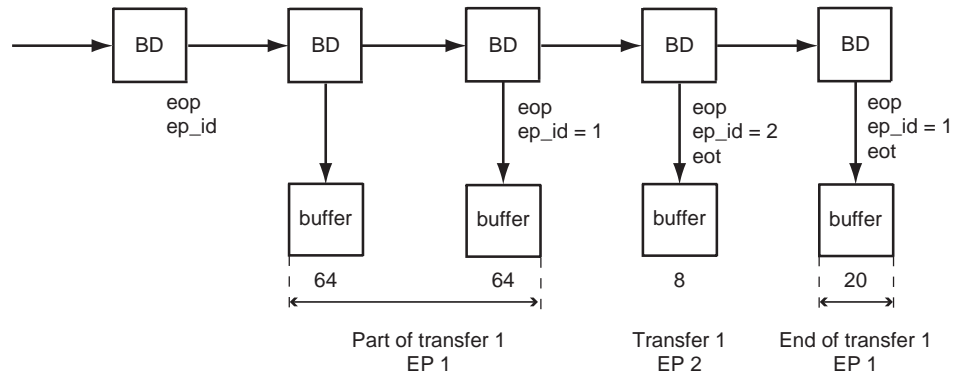 BD
BD
BD
BD
BD
eop
ep_id
eop
ep_id = 1
eop
ep_id = 2
eot
eop
ep_id = 1
eot
buffer
buffer
buffer
buffer
64
64
8
20
Part of transfer 1
EP 1
Transfer 1
EP 2
End of transfer 1
EP 1